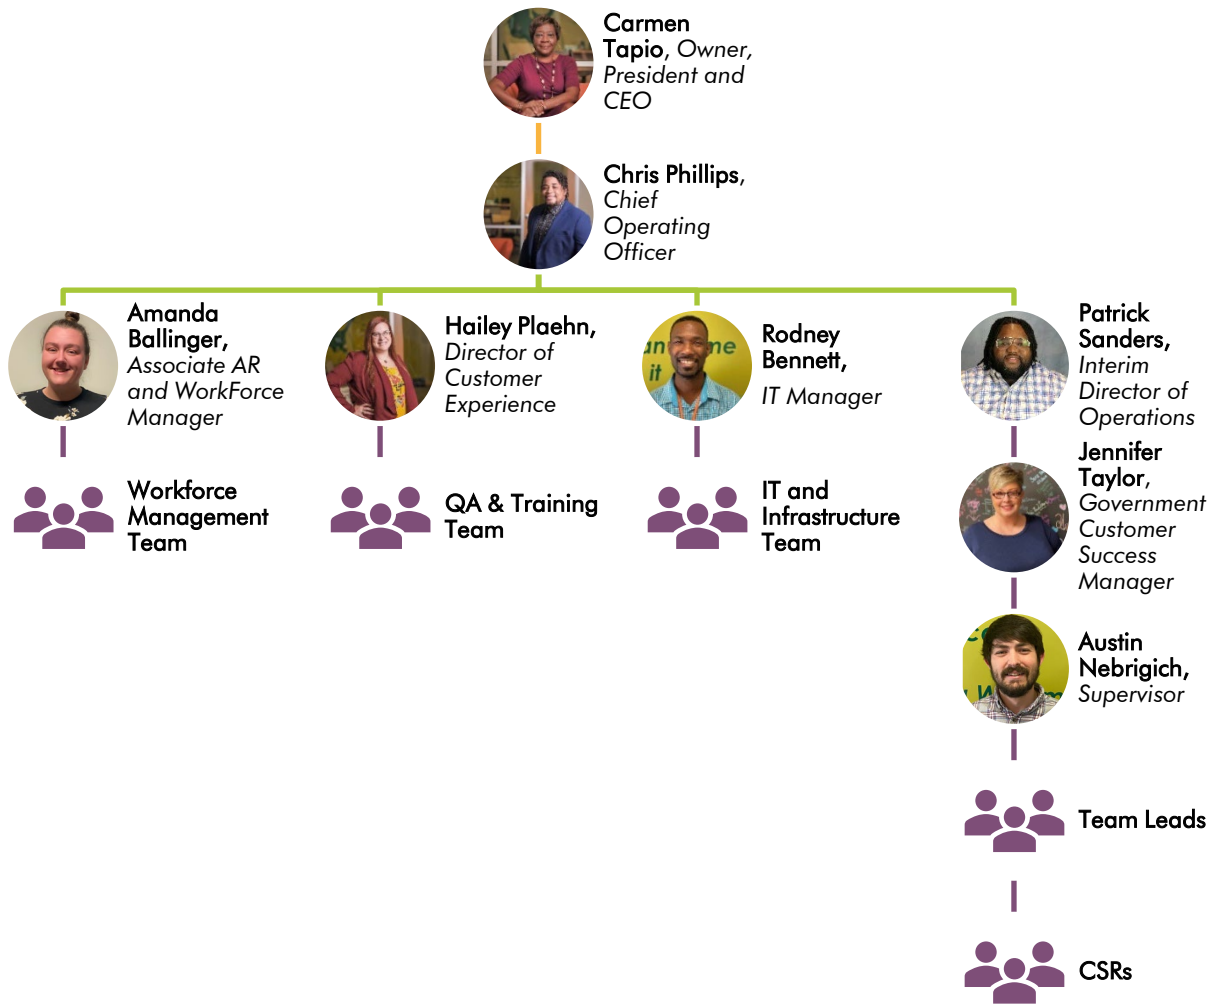 Carmen
Tapio, Owner,
President and
CEO
Chris Phillips,
Chief
Operating
Officer
Amanda
Ballinger,
Associate AR
and WorkForce
Manager
Hailey Plaehn,
Director of
Customer
Experience
Rodney
Bennett,
IT Manager
Patrick
Sanders,
Interim
Director of
Operations
Workforce
Management
Team
QA & Training
Team
IT and
Infrastructure
Team
Jennifer
Taylor,
Government
Customer
Success
Manager
Austin
Nebrigich,
Supervisor
Team Leads
CSRs